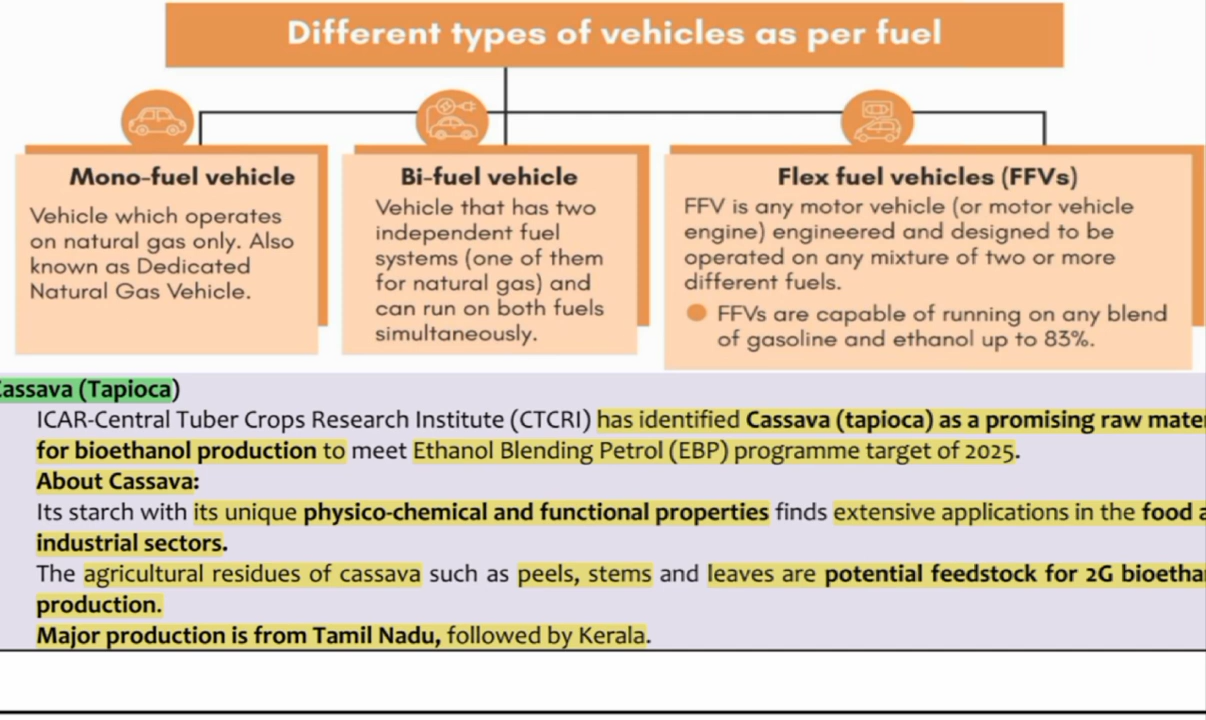 Different types of vehicles as per fuel
Mono-fuel vehicle
Vehicle which operates
on natural gas only. Also
known as Dedicated
Natural Gas Vehicle.
Bi-fuel vehicle
Vehicle that has two
independent fuel
systems (one of them
for natural gas) and
can run on both fuels
simultaneously.
Flex fuel vehicles (FFVs)
FFV is any motor vehicle (or motor vehicle
engine) engineered and designed to be
operated on any mixture of two or more
different fuels.
FFVs are capable of running on any blend
of gasoline and ethanol up to 83%.
Cassava (Tapioca)
ICAR-Central Tuber Crops Research Institute (CTCRI) has identified Cassava (tapioca) as a promising raw mater
for bioethanol production to meet Ethanol Blending Petrol (EBP) programme target of 2025.
About Cassava:
Its starch with its unique physico-chemical and functional properties finds extensive applications in the food a
industrial sectors.
The agricultural residues of cassava such as peels, stems and leaves are potential feedstock for 2G bioetha
production.
Major production is from Tamil Nadu, followed by Kerala.